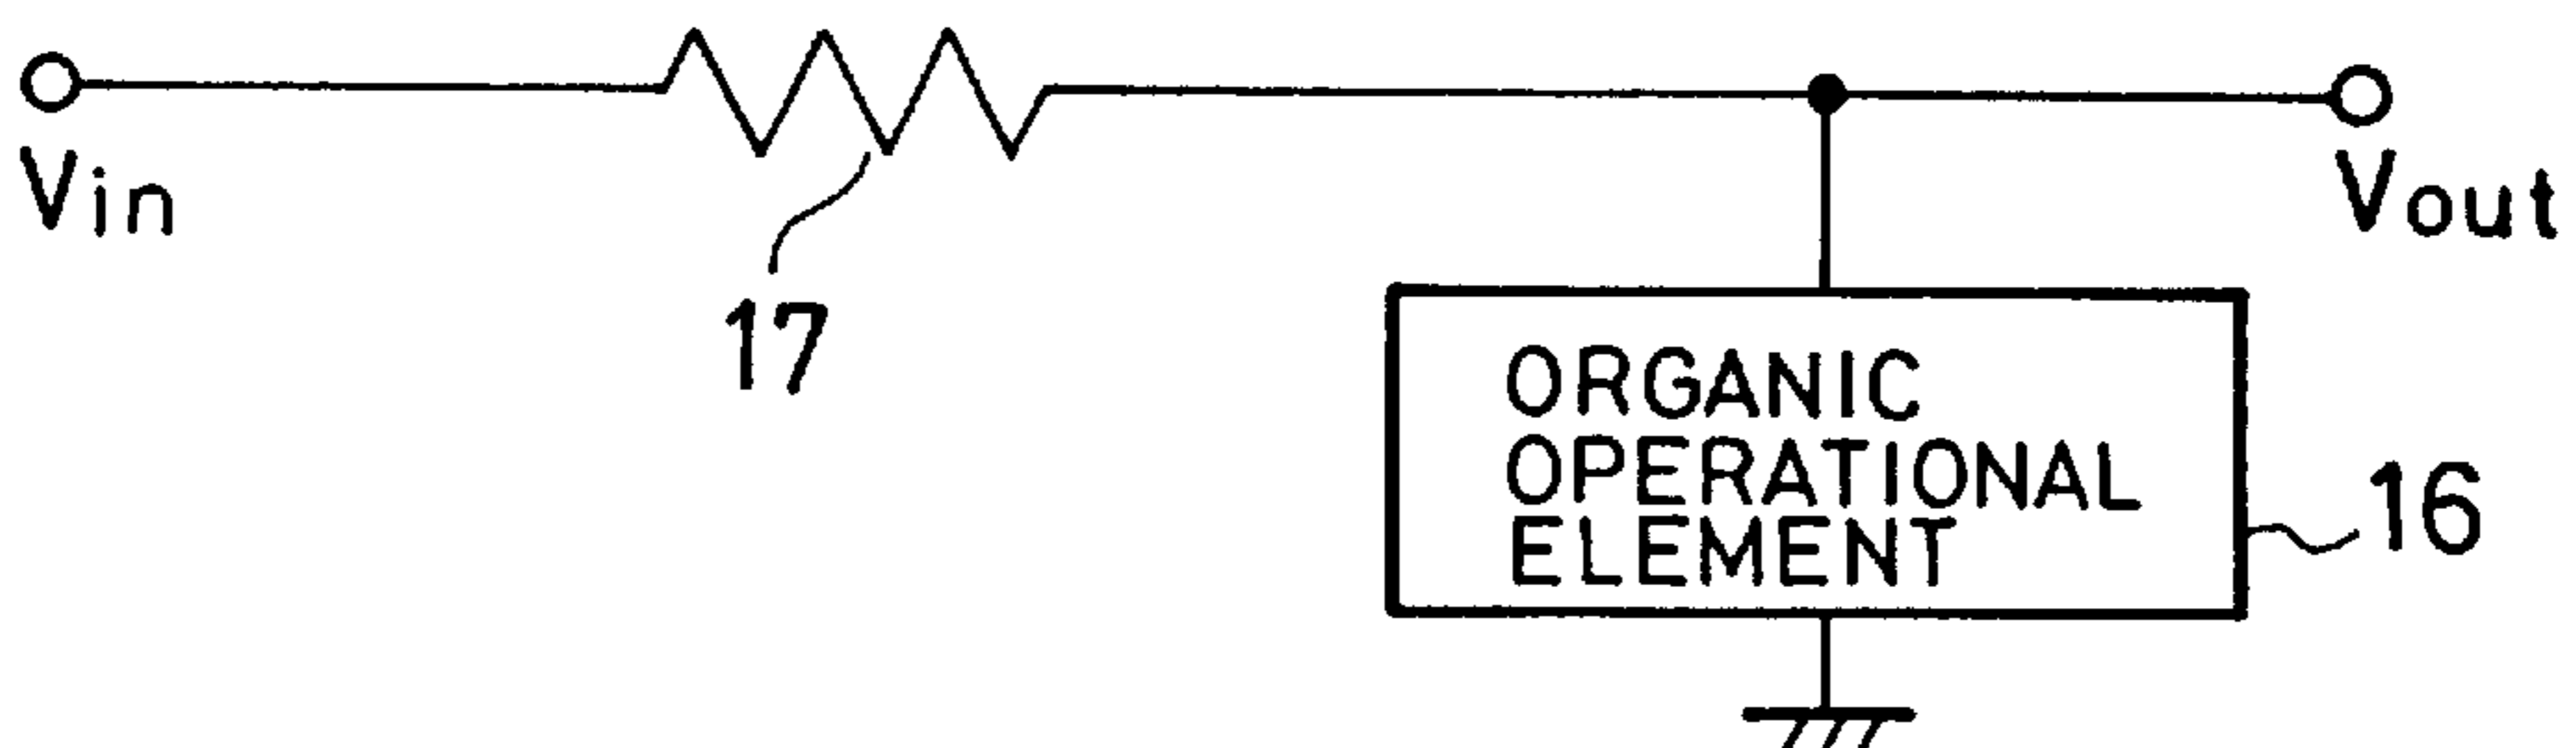 Vin
Vout
17
ORGANIC
OPERATIONAL
ELEMENT
16